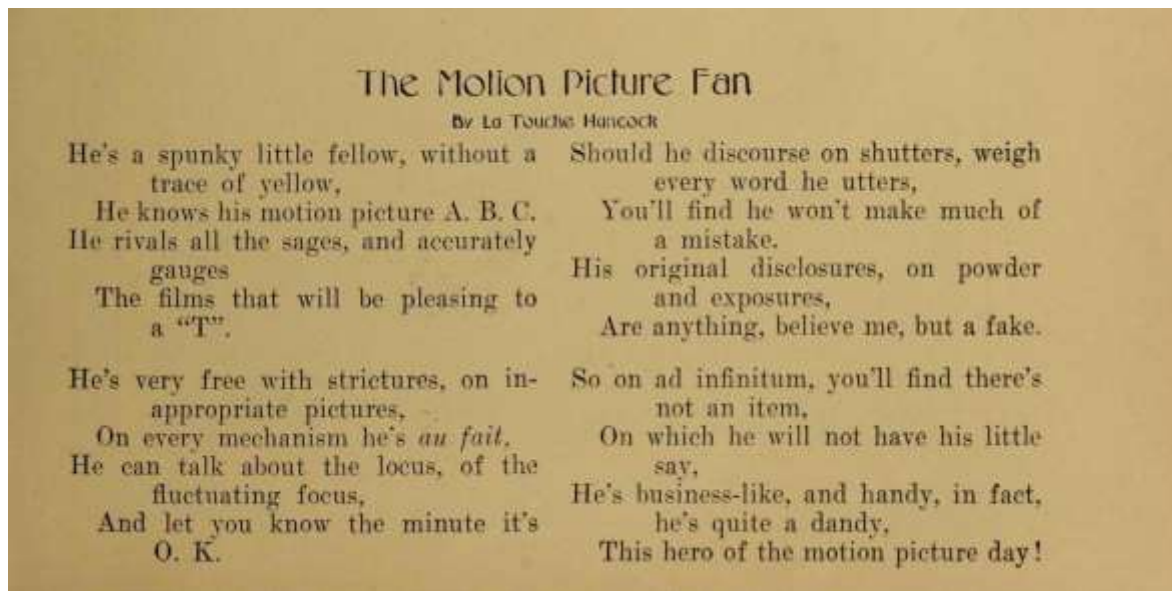 The Motion Picture Fan
By La Touche Hancock
He's a spunky little fellow, without a
trace of yellow,
He knows his motion picture A. B. C.
He rivals all the sages, and accurately
gauges
The films that will be pleasing to
a “T”.
He's very free with strictures, on in-
appropriate pictures,
On every mechanism he's au fait.
He can talk about the locus, of the
fluctuating focus,
And let you know the minute it's
O. K.
Should he discourse on shutters, weigh
every word he utters,
You'll find he won't make much of
a mistake.
His original disclosures, on powder
and exposures,
Are anything, believe me, but a fake.
So on ad infinitum, you'll find there's
not an item,
On which he will not have his little
say,
He's business-like, and handy, in fact,
he's quite a dandy,
This hero of the motion picture day!